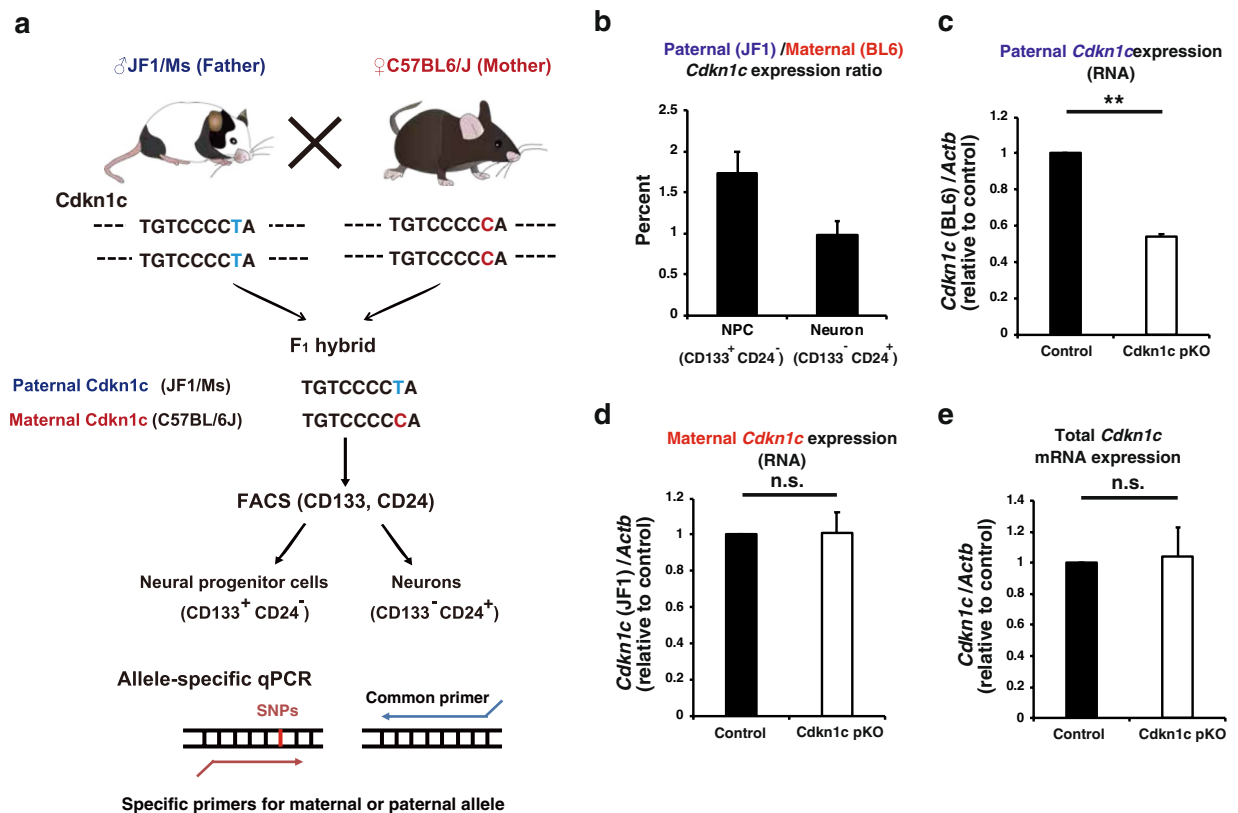 a
♂JF1/Ms (Father)
♀C57BL6/J (Mother)
Cdkn1c
---- TGTCCCCTA ----
---- TGTCCCCTA ----
---- TGTCCCCCA ----
---- TGTCCCCCA ----
F1 hybrid
Paternal Cdkn1c (JF1/Ms)
TGTCCCCTA
Maternal Cdkn1c (C57BL/6J)
TGTCCCCCA
FACS (CD133, CD24)
Neural progenitor cells
(CD133+ CD24-)
Neurons
(CD133- CD24+)
Allele-specific qPCR
SNPs
Common primer
Specific primers for maternal or paternal allele
b
Paternal (JF1) /Maternal (BL6)
Cdkn1c expression ratio
Percent
2.5
2
1.5
1
0.5
0
NPC
(CD133+ CD24-)
Neuron
(CD133- CD24+)
c
Paternal Cdkn1c expression
(RNA)
**
Cdkn1c (BL6) /Actb
(relative to control)
1.2
1
0.8
0.6
0.4
0.2
0
Control
Cdkn1c pKO
d
Maternal Cdkn1c expression
(RNA)
n.s.
Cdkn1c (JF1) /Actb
(relative to control)
1.2
1
0.8
0.6
0.4
0.2
0
Control
Cdkn1c pKO
e
Total Cdkn1c
mRNA expression
n.s.
Cdkn1c/Actb
(relative to control)
1.4
1.2
1
0.8
0.6
0.4
0.2
0
Control
Cdkn1c pKO